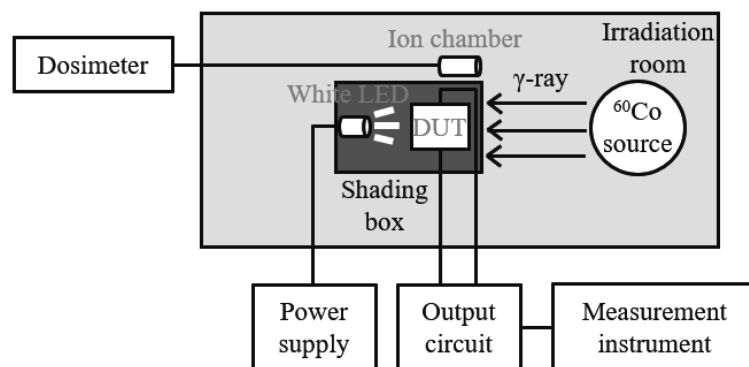 Dosimeter
Ion chamber
Irradiation
room
White LED
γ-ray
DUT
⁶⁰Co
source
Shading
box
Power
supply
Output
circuit
Measurement
instrument